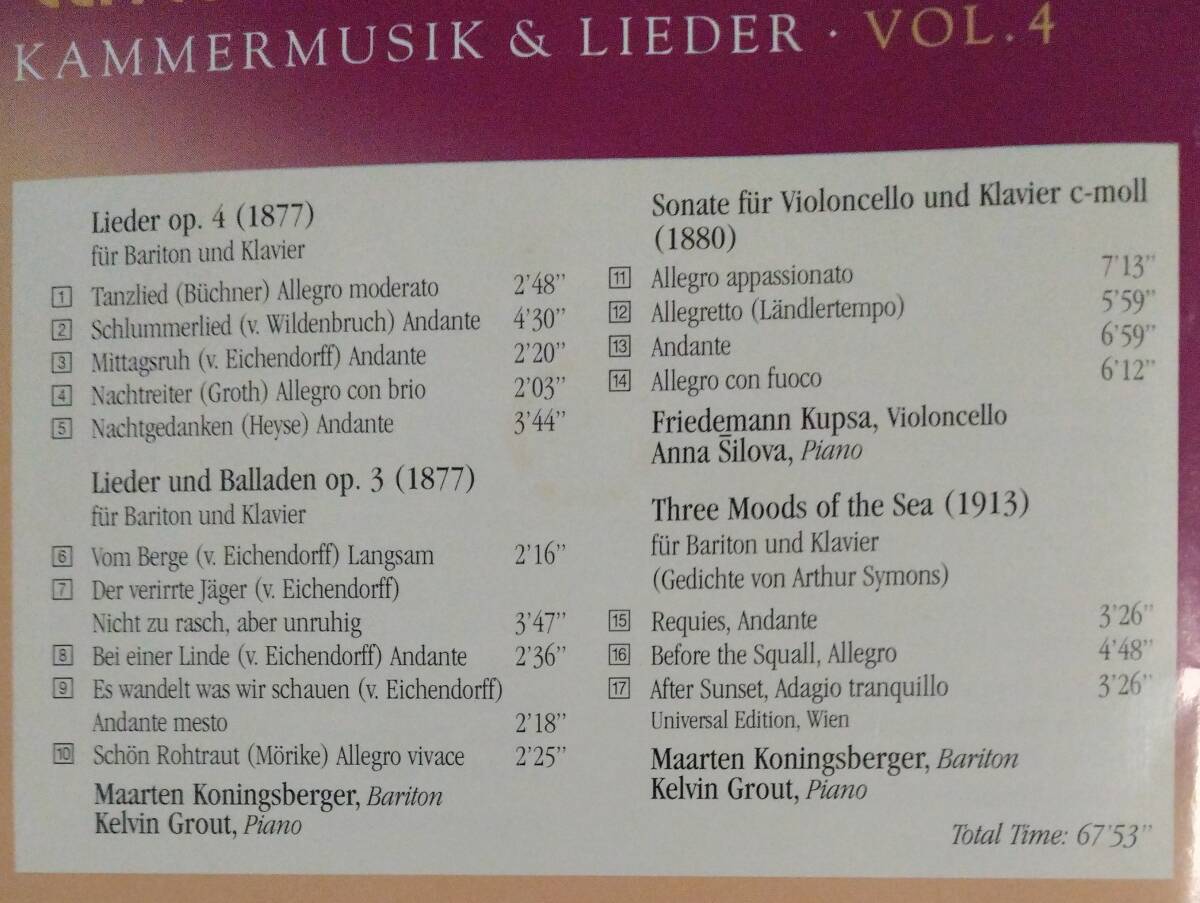 KAMMERMUSIK & LIEDER · VOL. 4
Lieder op. 4 (1877)
für Bariton und Klavier
1 Tanzlied (Büchner) Allegro moderato 2'48”
2 Schlummerlied (v. Wildenbruch) Andante 4'30”
3 Mittagsruh (v. Eichendorff) Andante 2'20”
4 Nachtreiter (Groth) Allegro con brio 2'03”
5 Nachtgedanken (Heyse) Andante 3'44”
Lieder und Balladen op. 3 (1877)
für Bariton und Klavier
6 Vom Berge (v. Eichendorff) Langsam 2'16”
7 Der verirrte Jäger (v. Eichendorff)
Nicht zu rasch, aber unruhig 3'47”
8 Bei einer Linde (v. Eichendorff) Andante 2'36”
9 Es wandelt was wir schauen (v. Eichendorff)
Andante mesto 2'18”
10 Schön Rohtraut (Mörike) Allegro vivace 2'25”
Maarten Koningsberger, Bariton
Kelvin Grout, Piano
Sonate für Violoncello und Klavier c-moll
(1880)
11 Allegro appassionato 7'13”
12 Allegretto (Ländlertempo) 5'59”
13 Andante 6'59”
14 Allegro con fuoco 6'12”
Friedemann Kupsa, Violoncello
Anna S̄ilova, Piano
Three Moods of the Sea (1913)
für Bariton und Klavier
(Gedichte von Arthur Symons)
15 Requies, Andante 3'26”
16 Before the Squall, Allegro 4'48”
17 After Sunset, Adagio tranquillo 3'26”
Universal Edition, Wien
Maarten Koningsberger, Bariton
Kelvin Grout, Piano
Total Time: 67'53”